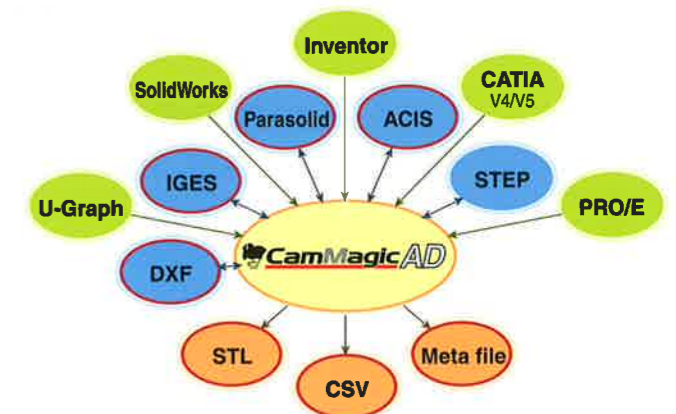 Inventor
SolidWorks
CATIA
V4/V5
Parasolid
ACIS
IGES
STEP
U-Graph
PRO/E
CamMagic AD
DXF
STL
Meta file
CSV